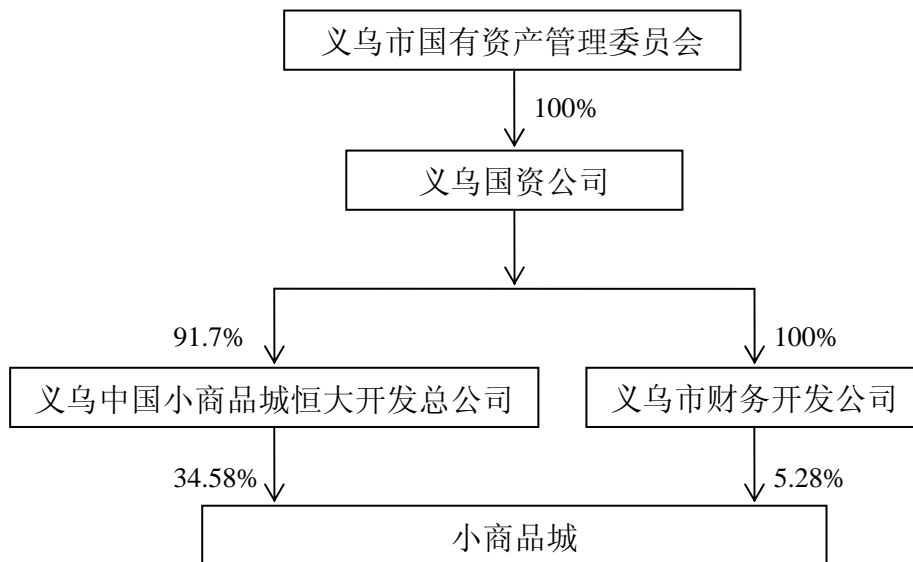 义乌市国有资产管理委员会
100%
义乌国资公司
91.7%
100%
义乌中国小商品城恒大开发总公司
义乌市财务开发公司
34.58%
5.28%
小商品城